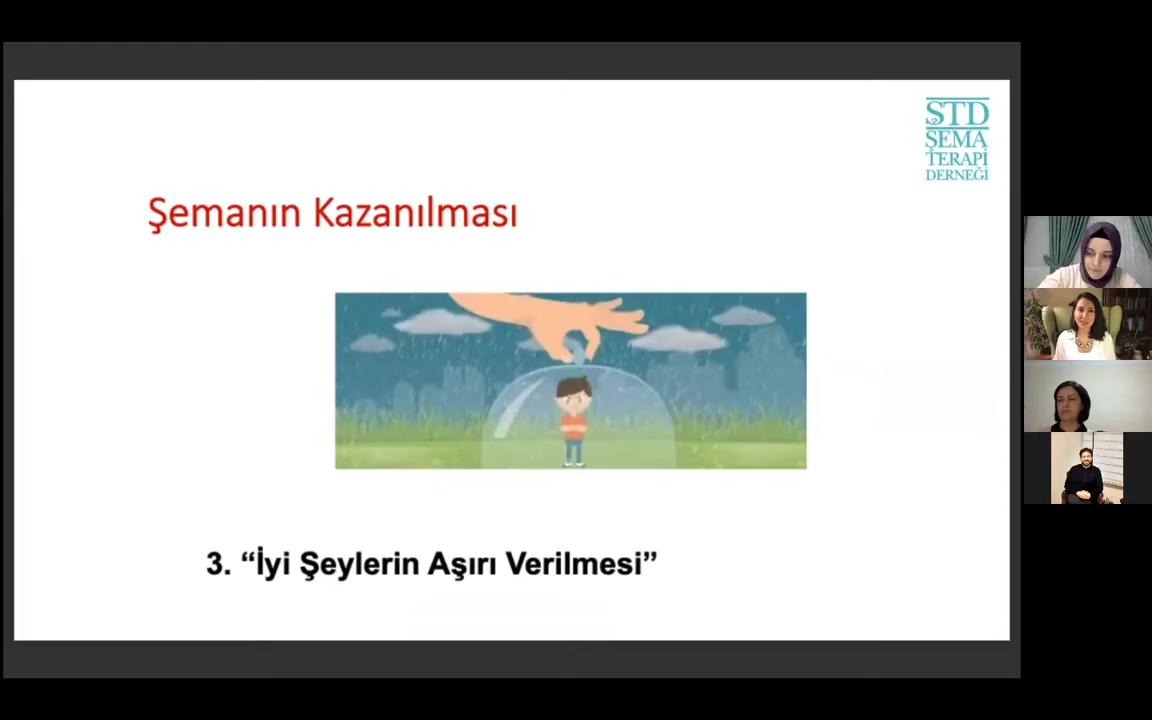 STD
ŞEMA
TERAPİ
DERNEĞİ
Şemanın Kazanılması
3. “İyi Şeylerin Aşırı Verilmesi”